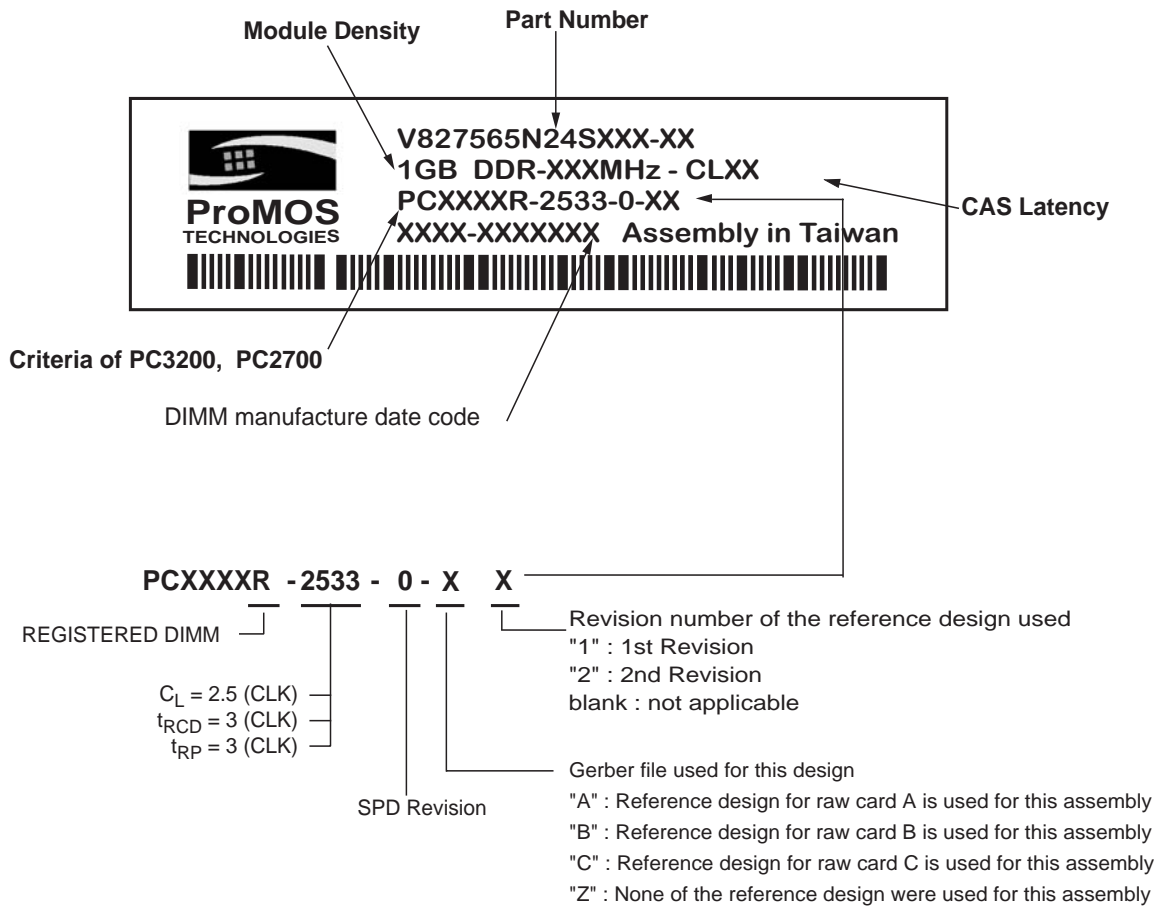 Module Density
Part Number
V827565N24SXXX-XX
1GB DDR-XXXMHz - CLXX
PCXXXXR-2533-0-XX
XXXX-XXXXXXX Assembly in Taiwan
ProMOS
TECHNOLOGIES
CAS Latency
Criteria of PC3200, PC2700
DIMM manufacture date code
PCXXXXR - 2533 - 0 - X X
REGISTERED DIMM
CL = 2.5 (CLK)
tRCD = 3 (CLK)
tRP = 3 (CLK)
SPD Revision
Revision number of the reference design used
"1" : 1st Revision
"2" : 2nd Revision
blank : not applicable
Gerber file used for this design
"A" : Reference design for raw card A is used for this assembly
"B" : Reference design for raw card B is used for this assembly
"C" : Reference design for raw card C is used for this assembly
"Z" : None of the reference design were used for this assembly